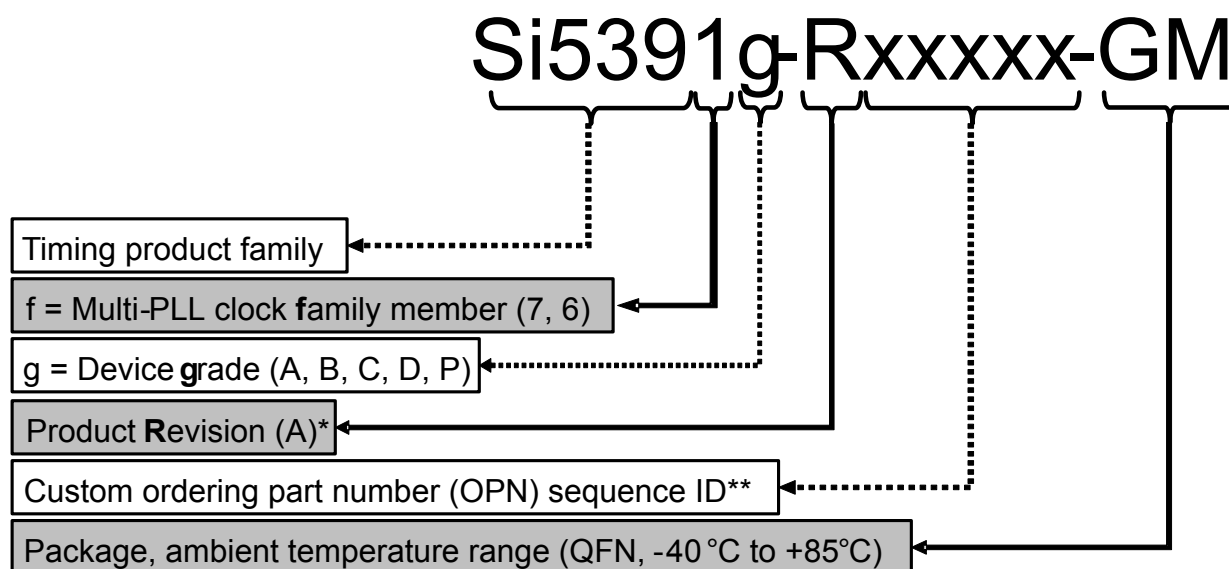 Si5391g-Rxxxxx-GM
Timing product family
f = Multi-PLL clock family member (7, 6)
g = Device grade (A, B, C, D, P)
Product Revision (A)*
Custom ordering part number (OPN) sequence ID**
Package, ambient temperature range (QFN, -40 °C to +85°C)